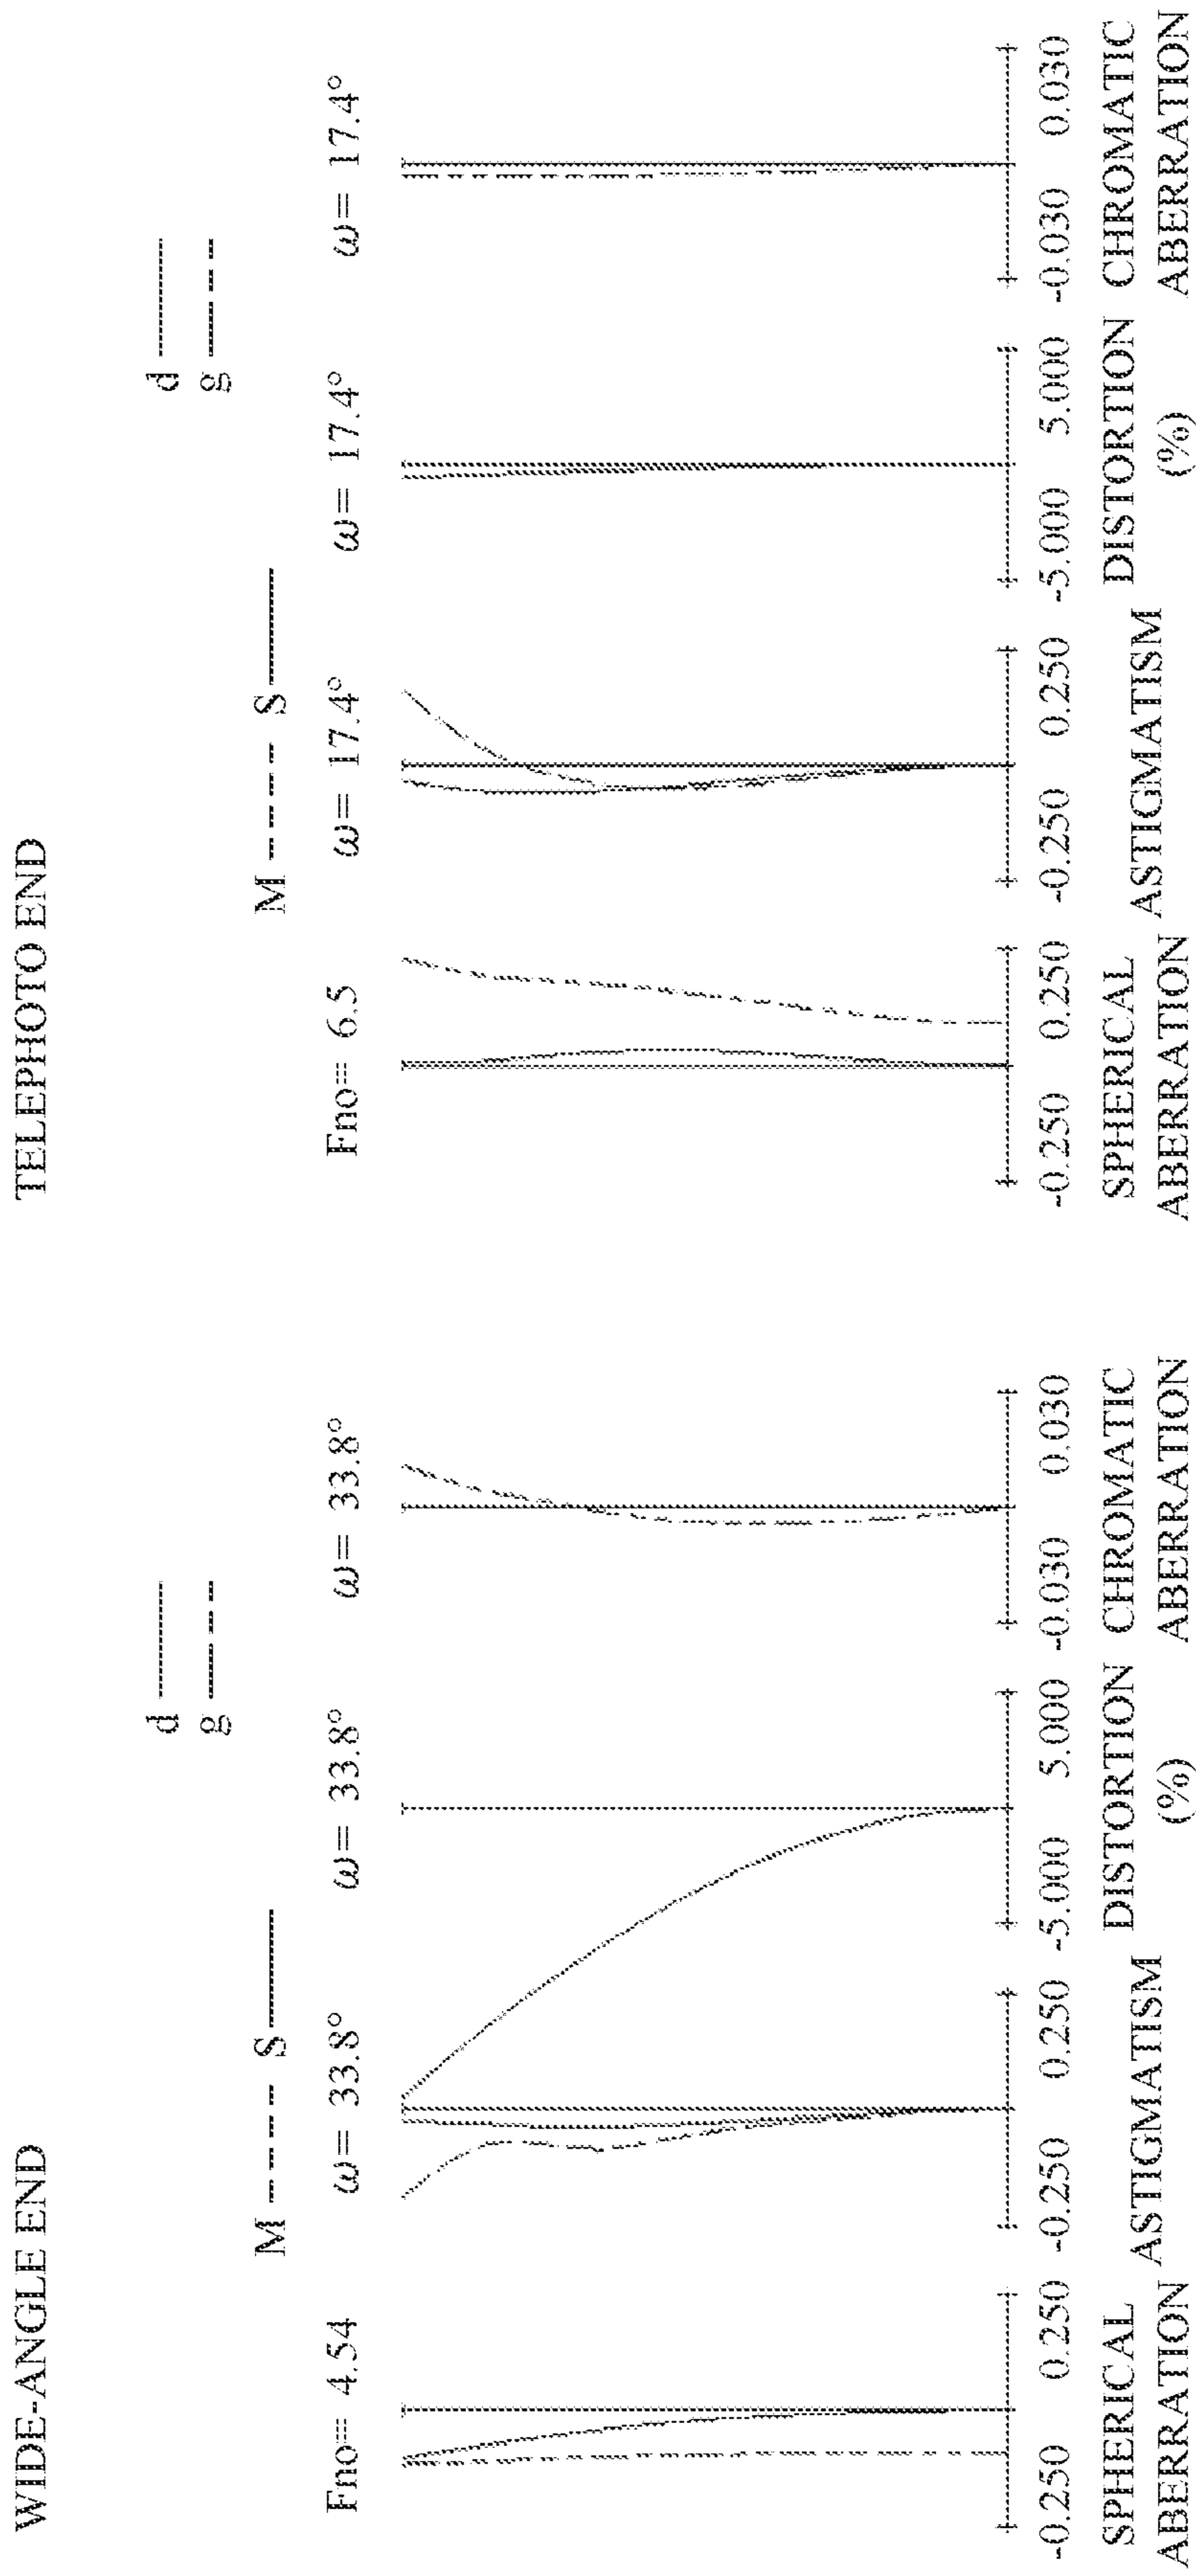 WIDE-ANGLE END
d
g
M S
Fno= 4.54
ω= 33.8°
ω= 33.8°
ω= 33.8°
-0.250 0.250
-0.250 0.250
-5.000 5.000
-0.030 0.030
SPHERICAL
ABERRATION
ASTIGMATISM
DISTORTION
(%)
CHROMATIC
ABERRATION
TELEPHOTO END
d
g
M S
Fno= 6.5
ω= 17.4°
ω= 17.4°
ω= 17.4°
-0.250 0.250
-0.250 0.250
-5.000 5.000
-0.030 0.030
SPHERICAL
ABERRATION
ASTIGMATISM
DISTORTION
(%)
CHROMATIC
ABERRATION